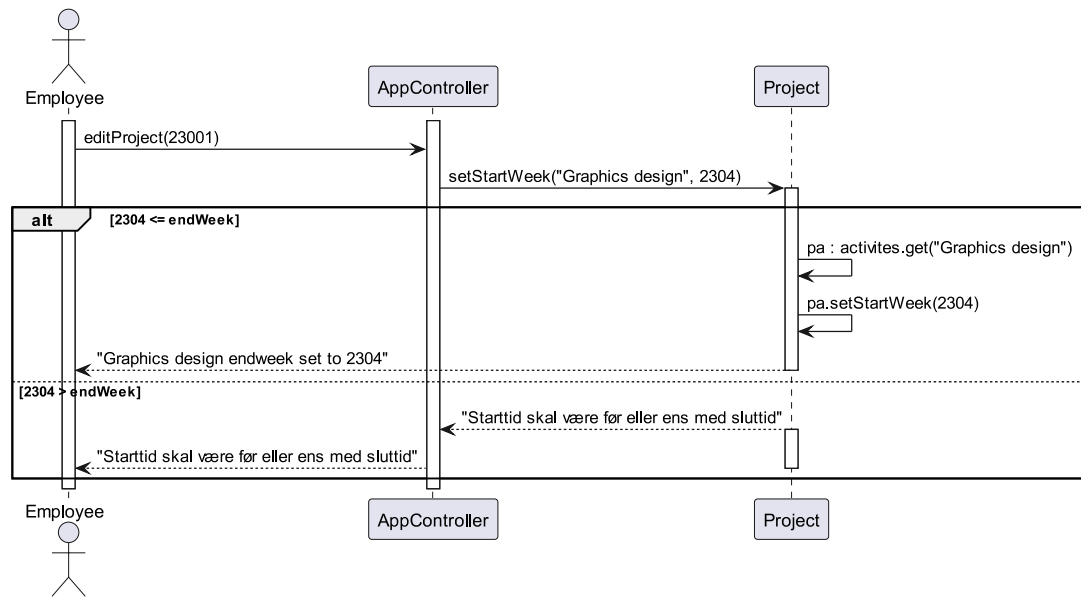 Employee
AppController
Project
editProject(23001)
setStartWeek("Graphics design", 2304)
alt
[2304 <= endWeek]
pa : activites.get("Graphics design")
pa.setStartWeek(2304)
"Graphics design endweek set to 2304"
[2304 > endWeek]
"Starttid skal være før eller ens med sluttid"
"Starttid skal være før eller ens med sluttid"
Employee
AppController
Project